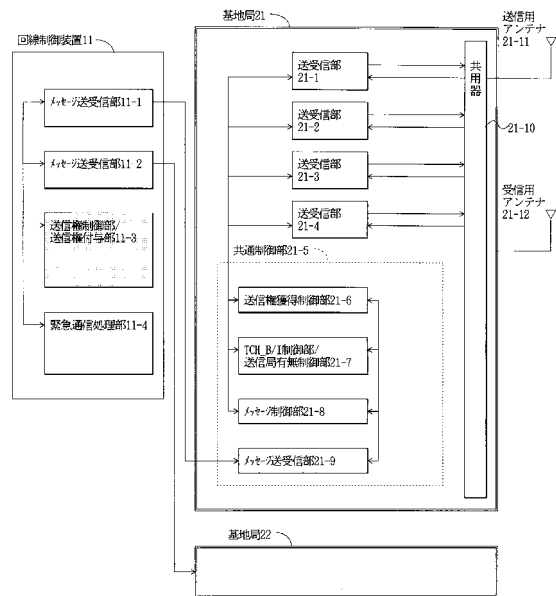 回線制御装置11
メッセージ送受信部11-1
メッセージ送受信部11-2
送信権制御部/
送信権付与部11-3
緊急通信処理部11-4
基地局21
送受信部
21-1
送受信部
21-2
送受信部
21-3
送受信部
21-4
共用器
21-10
送信用
アンテナ
21-11
受信用
アンテナ
21-12
共通制御部21-5
送信権獲得制御部21-6
TCH_B/I制御部/
送信局有無制御部21-7
メッセージ制御部21-8
メッセージ送受信部21-9
基地局22